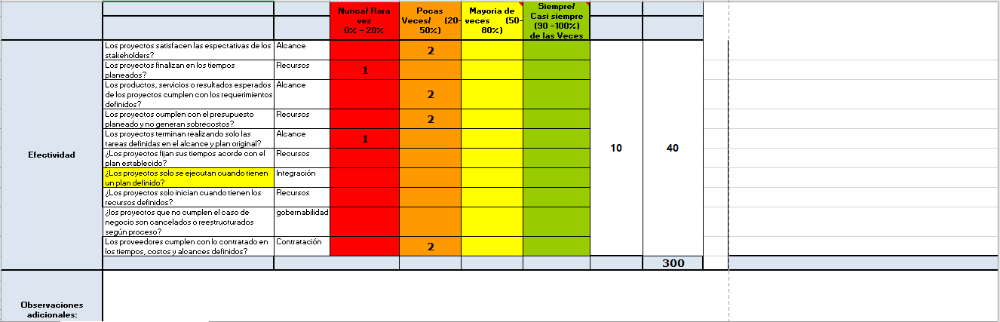 Nunca/ Rara
vez
0% - 20%
Pocas
Veces/ (20-
50%)
Mayoria de
veces (50-
80%)
Siempre/
Casi siempre
(90 -100%)
de las Veces
Efectividad
Los proyectos satisfacen las espectativas de los
stakeholders?
Alcance
2
Los proyectos finalizan en los tiempos
planeados?
Recursos
1
Los productos, servicios o resultados esperados
de los proyectos cumplen con los requerimientos
definidos?
Alcance
2
Los proyectos cumplen con el presupuesto
planeado y no generan sobrecostos?
Recursos
2
Los proyectos terminan realizando solo las
tareas definidas en el alcance y plan original?
Alcance
1
¿Los proyectos fijan sus tiempos acorde con el
plan establecido?
Recursos
¿Los proyectos solo se ejecutan cuando tienen
un plan definido?
Integración
¿Los proyectos solo inician cuando tienen los
recursos definidos?
Recursos
¿los proyectos que no cumplen el caso de
negocio son cancelados o reestructurados
según proceso?
gobernabilidad
Los proveedores cumplen con lo contratado en
los tiempos, costos y alcances definidos?
Contratación
2
10
40
300
Observaciones
adicionales: